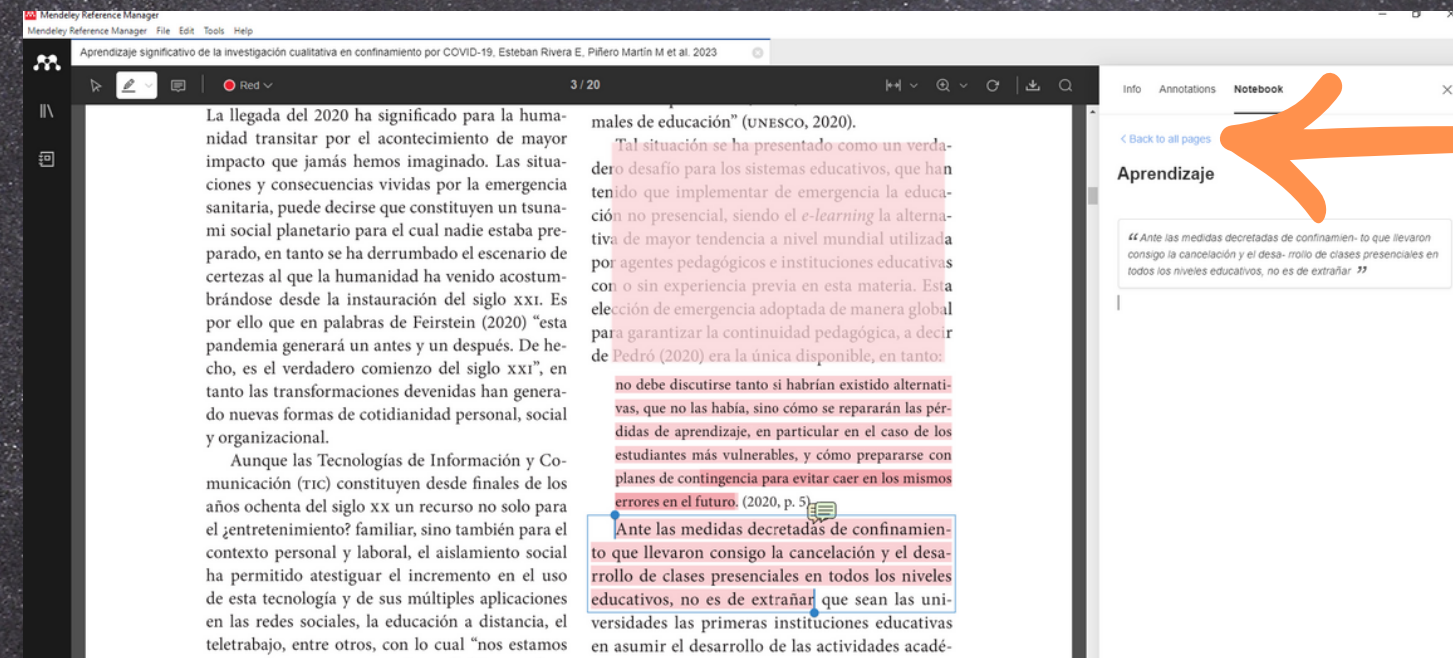 Mendeley Reference Manager
Mendeley Reference Manager File Edit Tools Help
Aprendizaje significativo de la investigación cualitativa en confinamiento por COVID-19, Esteban Rivera E, Piñero Martín M et al. 2023
Red
3 / 20
La llegada del 2020 ha significado para la huma-
nidad transitar por el acontecimiento de mayor
impacto que jamás hemos imaginado. Las situa-
ciones y consecuencias vividas por la emergencia
sanitaria, puede decirse que constituyen un tsuna-
mi social planetario para el cual nadie estaba pre-
parado, en tanto se ha derrumbado el escenario de
certezas al que la humanidad ha venido acostum-
brándose desde la instauración del siglo XXI. Es
por ello que en palabras de Feirstein (2020) “esta
pandemia generará un antes y un después. De he-
cho, es el verdadero comienzo del siglo XXI”, en
tanto las transformaciones devenidas han genera-
do nuevas formas de cotidianidad personal, social
y organizacional.
Aunque las Tecnologías de Información y Co-
municación (TIC) constituyen desde finales de los
años ochenta del siglo XX un recurso no solo para
el ¿entretenimiento? familiar, sino también para el
contexto personal y laboral, el aislamiento social
ha permitido atestiguar el incremento en el uso
de esta tecnología y de sus múltiples aplicaciones
en las redes sociales, la educación a distancia, el
teletrabajo, entre otros, con lo cual “nos estamos
males de educación” (UNESCO, 2020).
Tal situación se ha presentado como un verda-
dero desafío para los sistemas educativos, que han
tenido que implementar de emergencia la educa-
ción no presencial, siendo el e-learning la alterna-
tiva de mayor tendencia a nivel mundial utilizada
por agentes pedagógicos e instituciones educativas
con o sin experiencia previa en esta materia. Esta
elección de emergencia adoptada de manera global
para garantizar la continuidad pedagógica, a decir
de Pedró (2020) era la única disponible, en tanto:
no debe discutirse tanto si habrían existido alternati-
vas, que no las había, sino cómo se repararán las pér-
didas de aprendizaje, en particular en el caso de los
estudiantes más vulnerables, y cómo prepararse con
planes de contingencia para evitar caer en los mismos
errores en el futuro. (2020, p. 5)
Ante las medidas decretadas de confinamien-
to que llevaron consigo la cancelación y el desa-
rrollo de clases presenciales en todos los niveles
educativos, no es de extrañar que sean las uni-
versidades las primeras instituciones educativas
en asumir el desarrollo de las actividades acadé-
Info Annotations Notebook
< Back to all pages
Aprendizaje
“ Ante las medidas decretadas de confinamien- to que llevaron
consigo la cancelación y el desa- rrollo de clases presenciales en
todos los niveles educativos, no es de extrañar ”